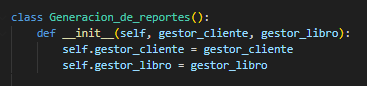 class Generacion_de_reportes():
    def __init__(self, gestor_cliente, gestor_libro):
        self.gestor_cliente = gestor_cliente
        self.gestor_libro = gestor_libro